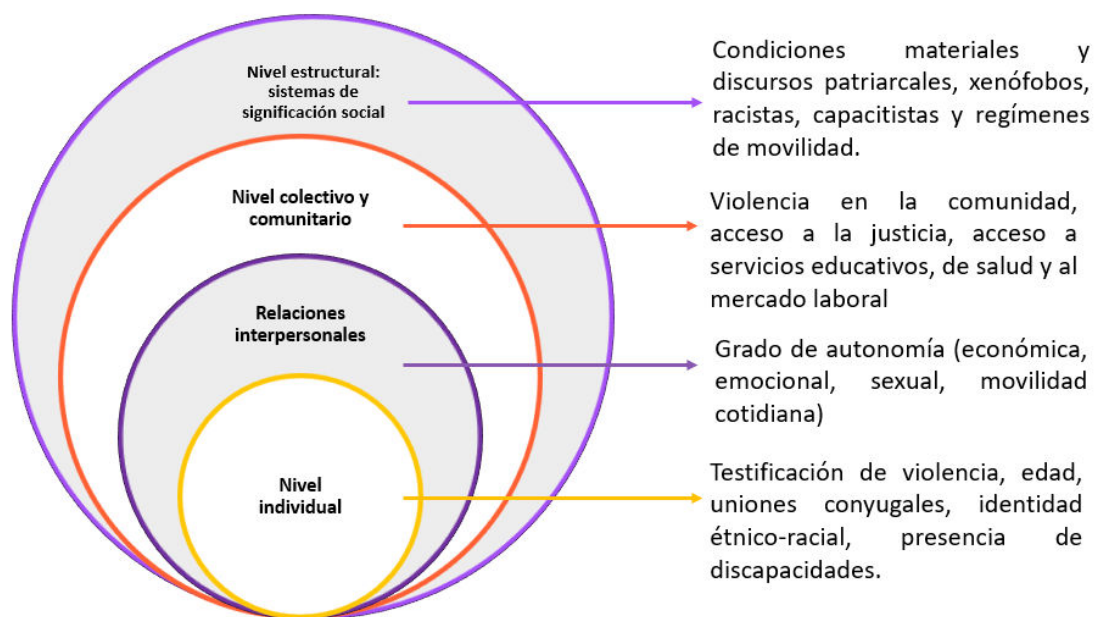 Nivel estructural:
sistemas de
significación social
Condiciones materiales y
discursos patriarcales, xenófobos,
racistas, capacitistas y regímenes
de movilidad.
Nivel colectivo y
comunitario
Violencia en la comunidad,
acceso a la justicia, acceso a
servicios educativos, de salud y al
mercado laboral
Relaciones
interpersonales
Grado de autonomía (económica,
emocional, sexual, movilidad
cotidiana)
Nivel
individual
Testificación de violencia, edad,
uniones conyugales, identidad
étnico-racial, presencia de
discapacidades.